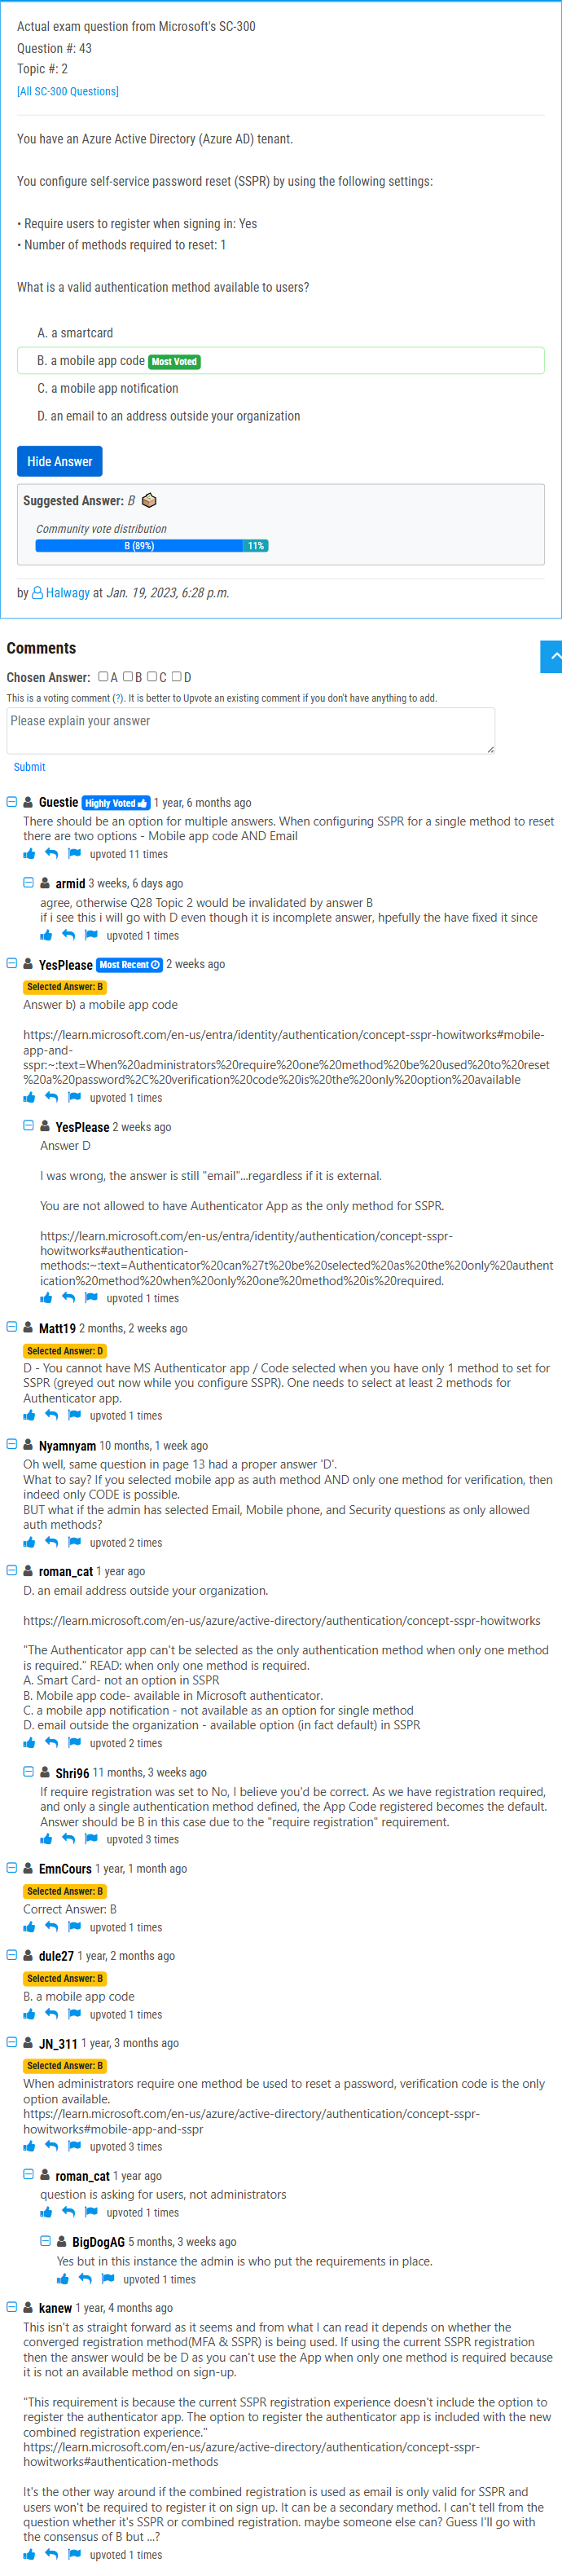 Actual exam question from Microsoft's SC-300
Question #: 43
Topic #: 2
[All SC-300 Questions]
You have an Azure Active Directory (Azure AD) tenant.
You configure self-service password reset (SSPR) by using the following settings:
• Require users to register when signing in: Yes
• Number of methods required to reset: 1
What is a valid authentication method available to users?
A. a smartcard
B. a mobile app code Most Voted
C. a mobile app notification
D. an email to an address outside your organization
Hide Answer
Suggested Answer: B
Community vote distribution
B (89%) 11%
by Halwagy at Jan. 19, 2023, 6:28 p.m.
Comments
Chosen Answer: A B C D
This is a voting comment (?). It is better to Upvote an existing comment if you don't have anything to add.
Please explain your answer
Submit
Guestie Highly Voted 1 year, 6 months ago
There should be an option for multiple answers. When configuring SSPR for a single method to reset
there are two options - Mobile app code AND Email
upvoted 11 times
armid 3 weeks, 6 days ago
agree, otherwise Q28 Topic 2 would be invalidated by answer B
if i see this i will go with D even though it is incomplete answer, hpefully the have fixed it since
upvoted 1 times
YesPlease Most Recent 2 weeks ago
Selected Answer: B
Answer b) a mobile app code
https://learn.microsoft.com/en-us/entra/identity/authentication/concept-sspr-howitworks#mobile-
app-and-
sspr:~:text=When%20administrators%20require%20one%20method%20be%20used%20to%20reset
%20a%20password%2C%20verification%20code%20is%20the%20only%20option%20available
upvoted 1 times
YesPlease 2 weeks ago
Answer D
I was wrong, the answer is still "email"...regardless if it is external.
You are not allowed to have Authenticator App as the only method for SSPR.
https://learn.microsoft.com/en-us/entra/identity/authentication/concept-sspr-
howitworks#authentication-
methods:~:text=Authenticator%20can%27t%20be%20selected%20as%20the%20only%20authent
ication%20method%20when%20only%20one%20method%20is%20required.
upvoted 1 times
Matt19 2 months, 2 weeks ago
Selected Answer: D
D - You cannot have MS Authenticator app / Code selected when you have only 1 method to set for
SSPR (greyed out now while you configure SSPR). One needs to select at least 2 methods for
Authenticator app.
upvoted 1 times
Nyamnyam 10 months, 1 week ago
Oh well, same question in page 13 had a proper answer 'D'.
What to say? If you selected mobile app as auth method AND only one method for verification, then
indeed only CODE is possible.
BUT what if the admin has selected Email, Mobile phone, and Security questions as only allowed
auth methods?
upvoted 2 times
roman_cat 1 year ago
D. an email address outside your organization.
https://learn.microsoft.com/en-us/azure/active-directory/authentication/concept-sspr-howitworks
"The Authenticator app can't be selected as the only authentication method when only one method
is required." READ: when only one method is required.
A. Smart Card- not an option in SSPR
B. Mobile app code- available in Microsoft authenticator.
C. a mobile app notification - not available as an option for single method
D. email outside the organization - available option (in fact default) in SSPR
upvoted 2 times
Shri96 11 months, 3 weeks ago
If require registration was set to No, I believe you'd be correct. As we have registration required,
and only a single authentication method defined, the App Code registered becomes the default.
Answer should be B in this case due to the "require registration" requirement.
upvoted 3 times
EmnCours 1 year, 1 month ago
Selected Answer: B
Correct Answer: B
upvoted 1 times
dule27 1 year, 2 months ago
Selected Answer: B
B. a mobile app code
upvoted 1 times
JN_311 1 year, 3 months ago
Selected Answer: B
When administrators require one method be used to reset a password, verification code is the only
option available.
https://learn.microsoft.com/en-us/azure/active-directory/authentication/concept-sspr-
howitworks#mobile-app-and-sspr
upvoted 3 times
roman_cat 1 year ago
question is asking for users, not administrators
upvoted 1 times
BigDogAG 5 months, 3 weeks ago
Yes but in this instance the admin is who put the requirements in place.
upvoted 1 times
kanew 1 year, 4 months ago
This isn't as straight forward as it seems and from what I can read it depends on whether the
converged registration method(MFA & SSPR) is being used. If using the current SSPR registration
then the answer would be be D as you can't use the App when only one method is required because
it is not an available method on sign-up.
"This requirement is because the current SSPR registration experience doesn't include the option to
register the authenticator app. The option to register the authenticator app is included with the new
combined registration experience."
https://learn.microsoft.com/en-us/azure/active-directory/authentication/concept-sspr-
howitworks#authentication-methods
It's the other way around if the combined registration is used as email is only valid for SSPR and
users won't be required to register it on sign up. It can be a secondary method. I can't tell from the
question whether it's SSPR or combined registration. maybe someone else can? Guess I'll go with
the consensus of B but ...?
upvoted 1 times